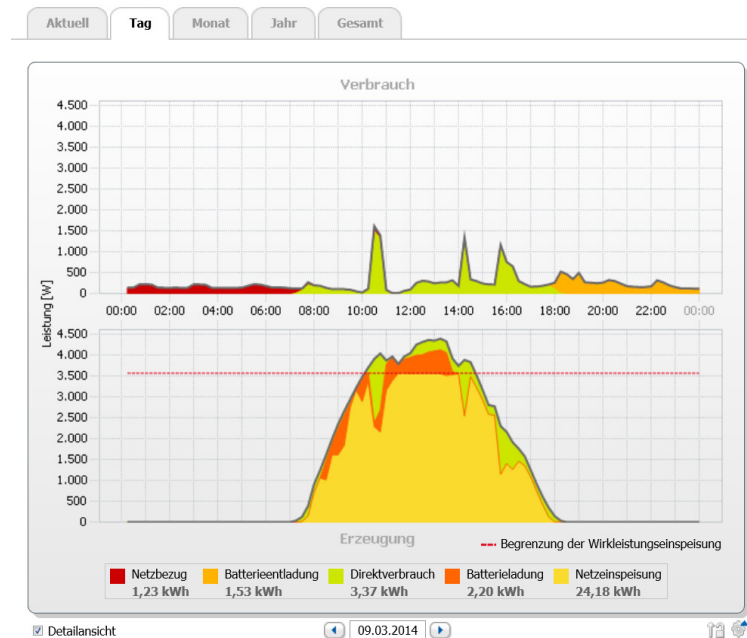 Aktuell Tag Monat Jahr Gesamt
Verbrauch
4.500
4.000
3.500
3.000
2.500
2.000
1.500
1.000
500
0
00:00 02:00 04:00 06:00 08:00 10:00 12:00 14:00 16:00 18:00 20:00 22:00 00:00
Leistung [W]
4.500
4.000
3.500
3.000
2.500
2.000
1.500
1.000
500
0
Erzeugung
Begrenzung der Wirkleistungseinspeisung
Netzbezug Batterieentladung Direktverbrauch Batterieladung Netzeinspeisung
1,23 kWh 1,53 kWh 3,37 kWh 2,20 kWh 24,18 kWh
Detailansicht 09.03.2014